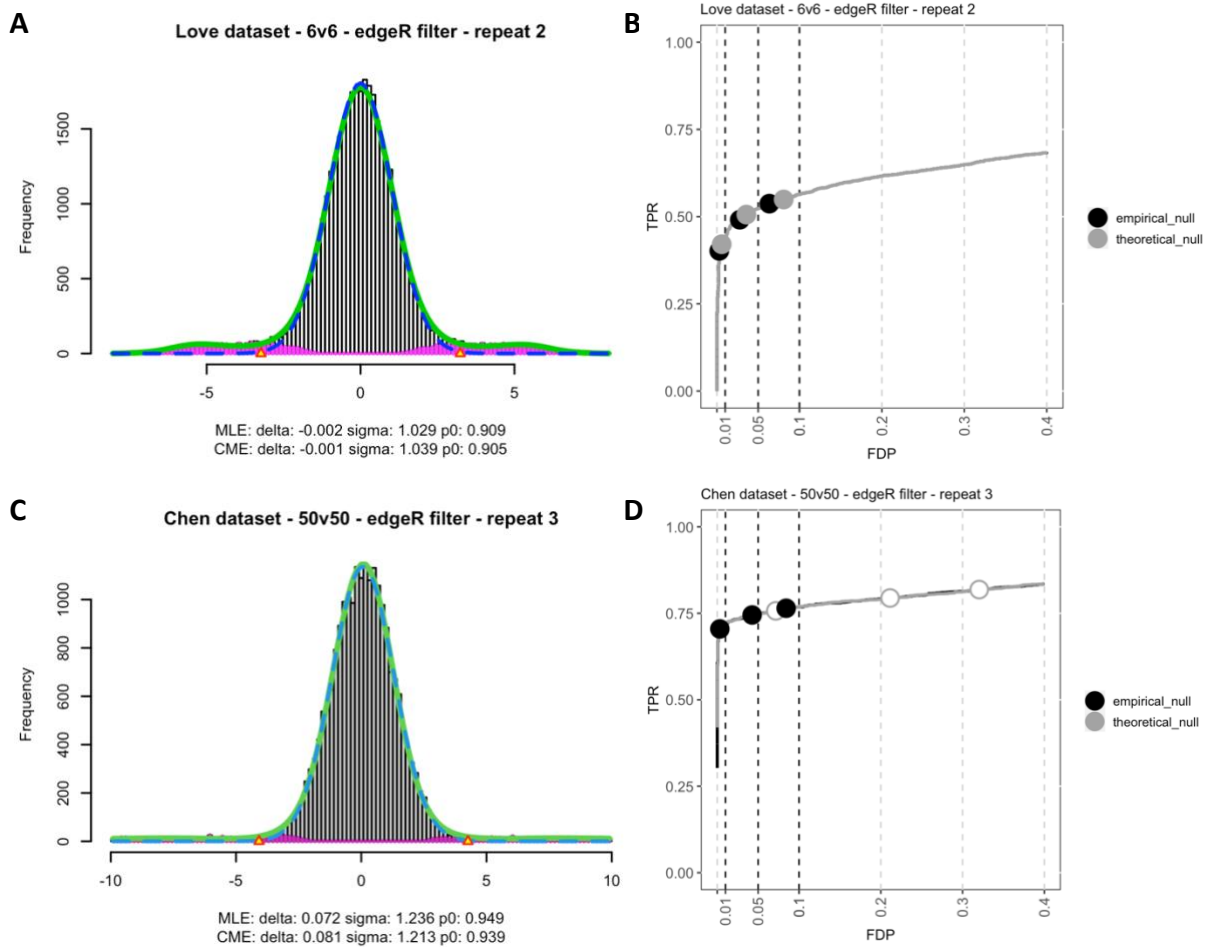 A
Love dataset - 6v6 - edgeR filter - repeat 2
Frequency
1500
1000
500
0
-5
0
5
MLE: delta: -0.002 sigma: 1.029 p0: 0.909
CME: delta: -0.001 sigma: 1.039 p0: 0.905
B
Love dataset - 6v6 - edgeR filter - repeat 2
TPR
1.00
0.75
0.50
0.25
0.00
0.01
0.05
0.1
0.2
0.3
0.4
FDP
empirical_null
theoretical_null
C
Chen dataset - 50v50 - edgeR filter - repeat 3
Frequency
1000
800
600
400
200
0
-10
-5
0
5
10
MLE: delta: 0.072 sigma: 1.236 p0: 0.949
CME: delta: 0.081 sigma: 1.213 p0: 0.939
D
Chen dataset - 50v50 - edgeR filter - repeat 3
TPR
1.00
0.75
0.50
0.25
0.00
0.01
0.05
0.1
0.2
0.3
0.4
FDP
empirical_null
theoretical_null